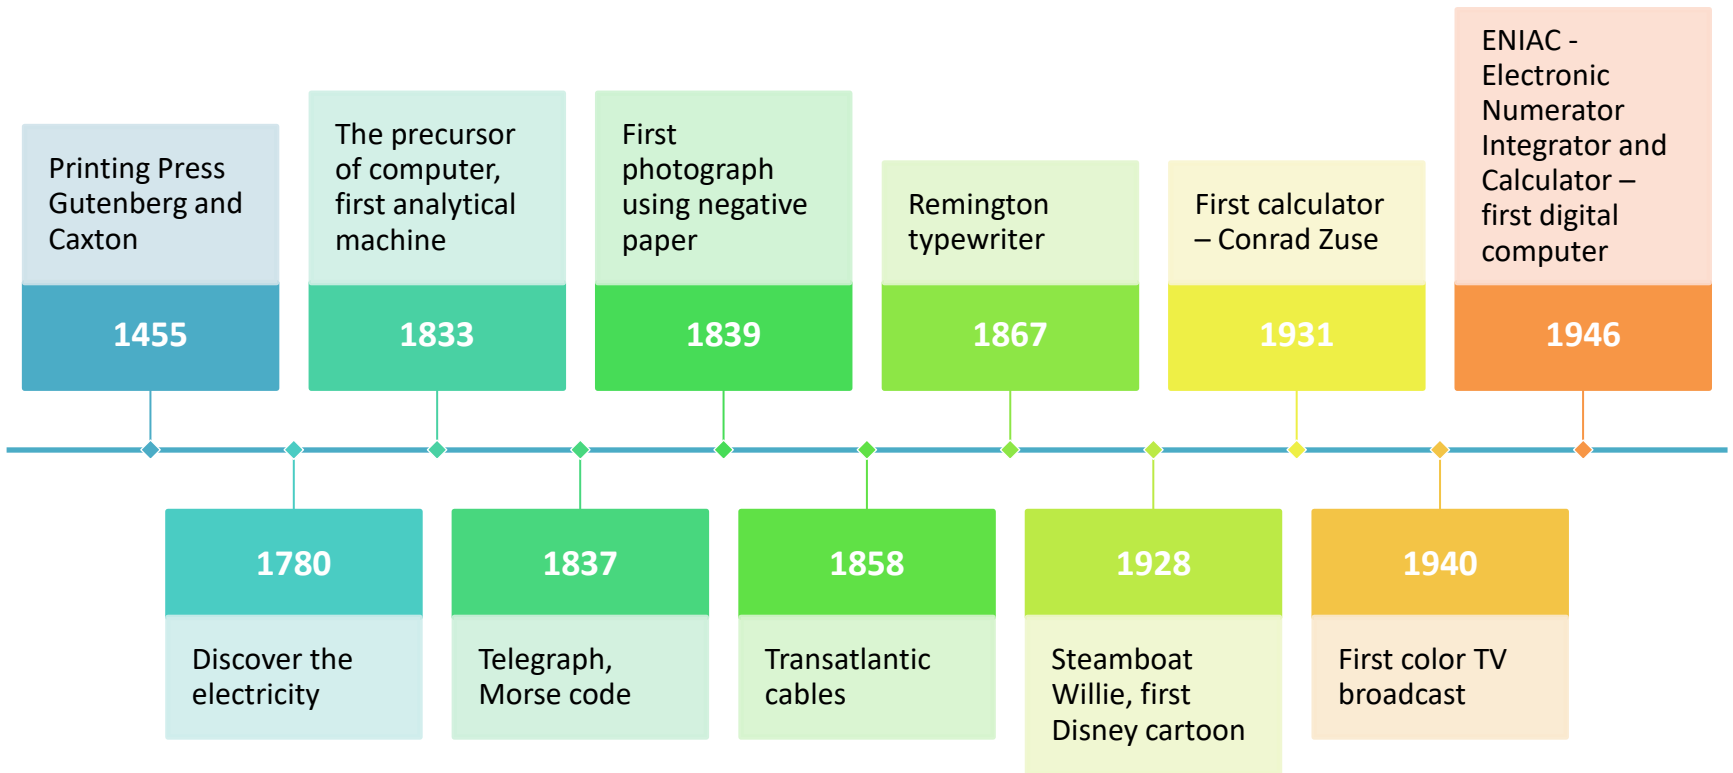 Printing Press
Gutenberg and
Caxton
1455
1780
Discover the
electricity
The precursor
of computer,
first analytical
machine
1833
1837
Telegraph,
Morse code
First
photograph
using negative
paper
1839
1858
Transatlantic
cables
Remington
typewriter
1867
1928
Steamboat
Willie, first
Disney cartoon
First calculator
– Conrad Zuse
1931
1940
First color TV
broadcast
ENIAC -
Electronic
Numerator
Integrator and
Calculator –
first digital
computer
1946